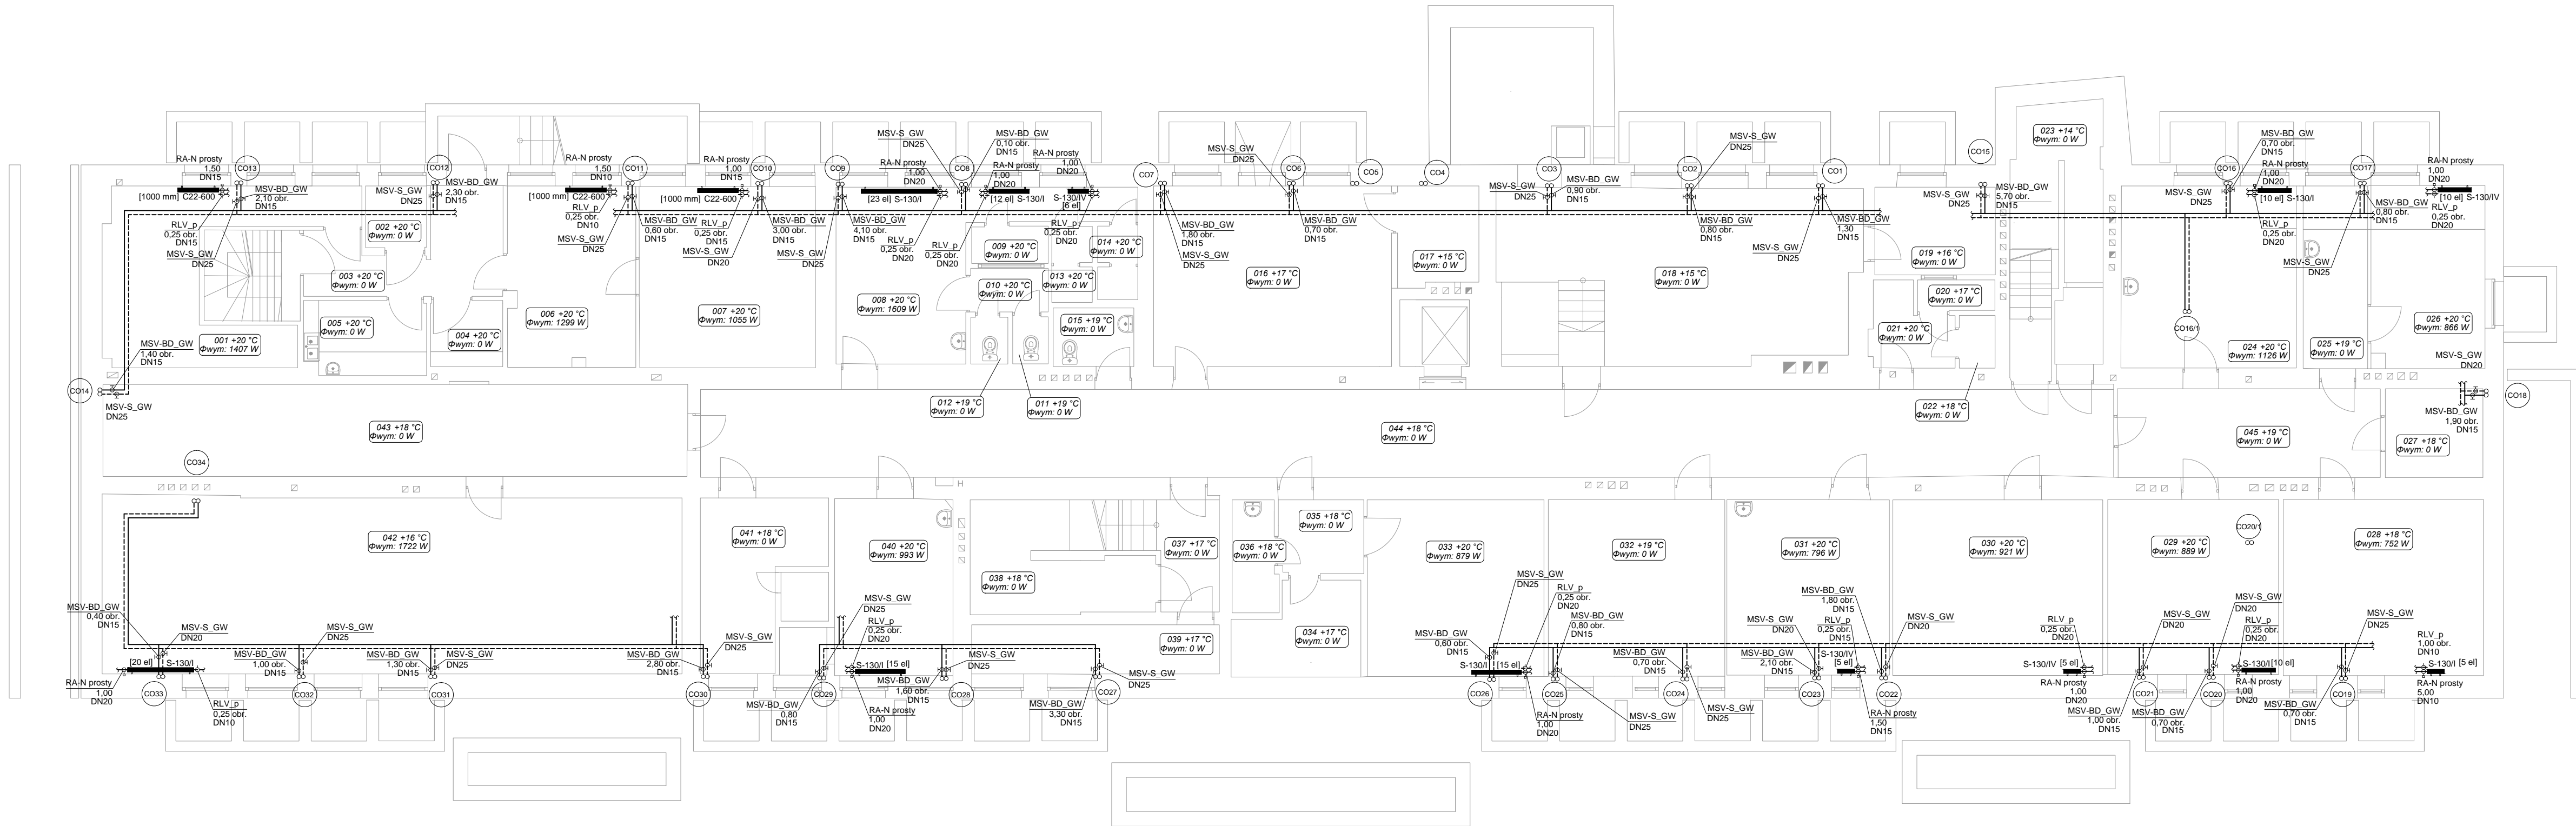 MSV-S_GW
DN25
MSV-BD_GW
0,10 obr.
DN15
MSV-S_GW
DN25
CO15
023 +14 °C
Φwym: 0 W
MSV-BD_GW
0,70 obr.
DN15
RA-N prosty
1,50
DN15
CO13
CO12
RA-N prosty
1,50
DN10
CO11
RA-N prosty
1,00
DN15
CO10
CO9
RA-N prosty
1,00
DN20
CO8
RA-N prosty
1,00
DN20
RA-N prosty
1,00
DN20
CO7
MSV-S_GW
DN25
CO6
CO5
CO4
CO3
CO2
CO1
CO16
RA-N prosty
1,00
DN20
CO17
RA-N prosty
1,00
DN20
[1000 mm] C22-600
MSV-BD_GW
2,10 obr.
DN15
MSV-S_GW
DN25
MSV-BD_GW
2,30 obr.
DN15
[1000 mm] C22-600
RLV_p
0,25 obr.
DN10
MSV-BD_GW
0,60 obr.
DN15
MSV-S_GW
DN25
[1000 mm] C22-600
RLV_p
0,25 obr.
DN15
MSV-S_GW
DN20
MSV-BD_GW
3,00 obr.
DN15
MSV-S_GW
DN25
MSV-BD_GW
4,10 obr.
DN15
[23 el] S-130/I
RLV_p
0,25 obr.
DN20
[12 el] S-130/I
RLV_p
0,25 obr.
DN20
S-130/IV
[6 el]
RLV_p
0,25 obr.
DN20
MSV-BD_GW
1,80 obr.
DN15
MSV-S_GW
DN25
MSV-BD_GW
0,70 obr.
DN15
MSV-S_GW
DN25
MSV-BD_GW
0,90 obr.
DN15
MSV-BD_GW
0,80 obr.
DN15
MSV-S_GW
DN25
MSV-BD_GW
1,30
DN15
MSV-S_GW
DN25
MSV-BD_GW
5,70 obr.
DN15
MSV-S_GW
DN25
[10 el] S-130/I
RLV_p
0,25 obr.
DN20
MSV-S_GW
DN25
MSV-BD_GW
0,80 obr.
DN15
[10 el] S-130/IV
RLV_p
0,25 obr.
DN20
RLV_p
0,25 obr.
DN15
MSV-S_GW
DN25
002 +20 °C
Φwym: 0 W
003 +20 °C
Φwym: 0 W
005 +20 °C
Φwym: 0 W
004 +20 °C
Φwym: 0 W
006 +20 °C
Φwym: 1299 W
007 +20 °C
Φwym: 1055 W
008 +20 °C
Φwym: 1609 W
009 +20 °C
Φwym: 0 W
014 +20 °C
Φwym: 0 W
013 +20 °C
Φwym: 0 W
010 +20 °C
Φwym: 0 W
015 +19 °C
Φwym: 0 W
016 +17 °C
Φwym: 0 W
017 +15 °C
Φwym: 0 W
018 +15 °C
Φwym: 0 W
019 +16 °C
Φwym: 0 W
020 +17 °C
Φwym: 0 W
021 +20 °C
Φwym: 0 W
CO16/1
024 +20 °C
Φwym: 1126 W
025 +19 °C
Φwym: 0 W
026 +20 °C
Φwym: 866 W
001 +20 °C
Φwym: 1407 W
MSV-BD_GW
1,40 obr.
DN15
CO14
MSV-S_GW
DN25
012 +19 °C
Φwym: 0 W
011 +19 °C
Φwym: 0 W
022 +18 °C
Φwym: 0 W
MSV-S_GW
DN20
CO18
MSV-BD_GW
1,90 obr.
DN15
043 +18 °C
Φwym: 0 W
044 +18 °C
Φwym: 0 W
045 +19 °C
Φwym: 0 W
027 +18 °C
Φwym: 0 W
CO34
H
042 +16 °C
Φwym: 1722 W
041 +18 °C
Φwym: 0 W
040 +20 °C
Φwym: 993 W
037 +17 °C
Φwym: 0 W
038 +18 °C
Φwym: 0 W
036 +18 °C
Φwym: 0 W
035 +18 °C
Φwym: 0 W
033 +20 °C
Φwym: 879 W
032 +19 °C
Φwym: 0 W
031 +20 °C
Φwym: 796 W
030 +20 °C
Φwym: 921 W
029 +20 °C
Φwym: 889 W
CO20/1
028 +18 °C
Φwym: 752 W
039 +17 °C
Φwym: 0 W
034 +17 °C
Φwym: 0 W
MSV-BD_GW
0,40 obr.
DN15
MSV-S_GW
DN20
[20 el] S-130/I
RA-N prosty
1,00
DN20
CO33
RLV_p
0,25 obr.
DN10
MSV-S_GW
DN25
MSV-BD_GW
1,00 obr.
DN15
CO32
MSV-BD_GW
1,30 obr.
DN15
MSV-S_GW
DN25
CO31
MSV-BD_GW
2,80 obr.
DN15
MSV-S_GW
DN25
CO30
MSV-S_GW
DN25
RLV_p
0,25 obr.
DN20
S-130/I [15 el]
MSV-BD_GW
0,80
DN15
CO29
RA-N prosty
1,00
DN20
MSV-S_GW
DN25
MSV-BD_GW
1,60 obr.
DN15
CO28
MSV-S_GW
DN25
MSV-BD_GW
3,30 obr.
DN15
CO27
MSV-S_GW
DN25
RLV_p
0,25 obr.
DN20
MSV-BD_GW
0,60 obr.
DN15
S-130/I [15 el]
CO26
RA-N prosty
1,00
DN20
MSV-BD_GW
0,80 obr.
DN15
CO25
MSV-S_GW
DN25
MSV-BD_GW
0,70 obr.
DN15
CO24
MSV-S_GW
DN25
MSV-S_GW
DN20
MSV-BD_GW
2,10 obr.
DN15
CO23
MSV-BD_GW
1,80 obr.
DN15
RLV_p
0,25 obr.
DN15
S-130/IV
[5 el]
MSV-S_GW
DN20
CO22
RA-N prosty
1,50
DN15
RLV_p
0,25 obr.
DN20
S-130/IV [5 el]
RA-N prosty
1,00
DN20
MSV-S_GW
DN20
MSV-BD_GW
1,00 obr.
DN15
CO21
MSV-S_GW
DN20
RLV_p
0,25 obr.
DN20
MSV-BD_GW
0,70 obr.
DN15
CO20
S-130/I [10 el]
RA-N prosty
1,00
DN20
MSV-S_GW
DN25
MSV-BD_GW
0,70 obr.
DN15
CO19
RLV_p
1,00 obr.
DN10
S-130/I [5 el]
RA-N prosty
5,00
DN10